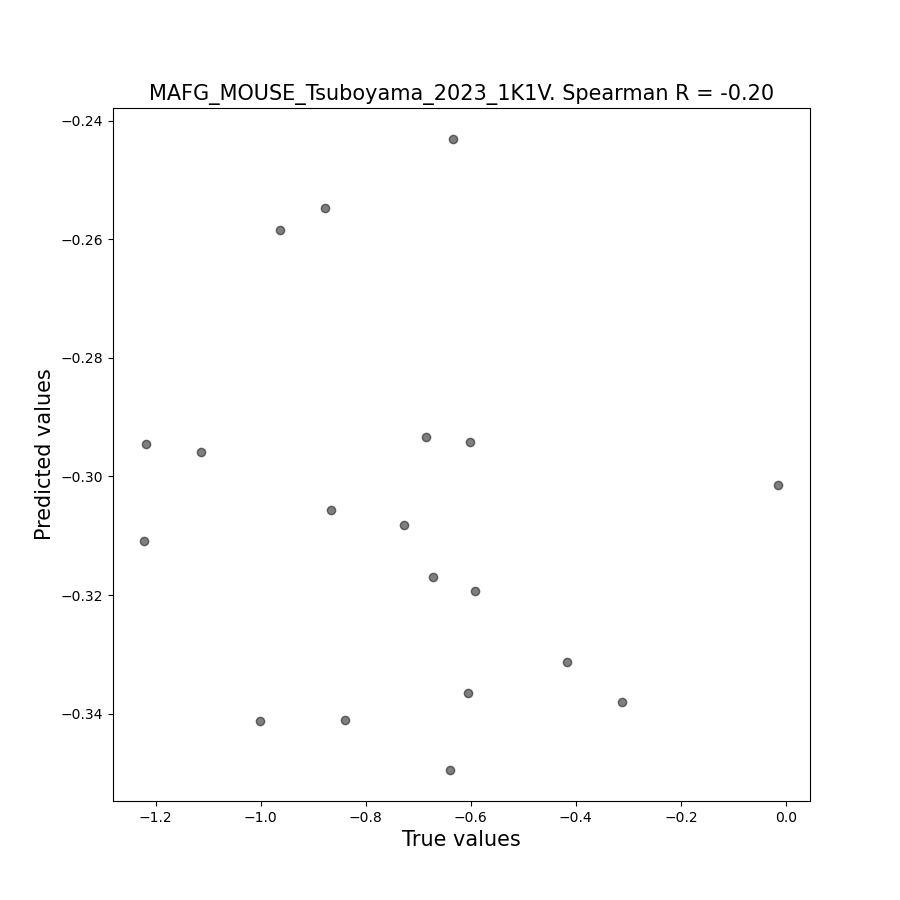 MAFG_MOUSE_Tsuboyama_2023_1K1V. Spearman R = -0.20
−0.24
−0.26
−0.28
−0.30
−0.32
−0.34
Predicted values
−1.2 −1.0 −0.8 −0.6 −0.4 −0.2 0.0
True values